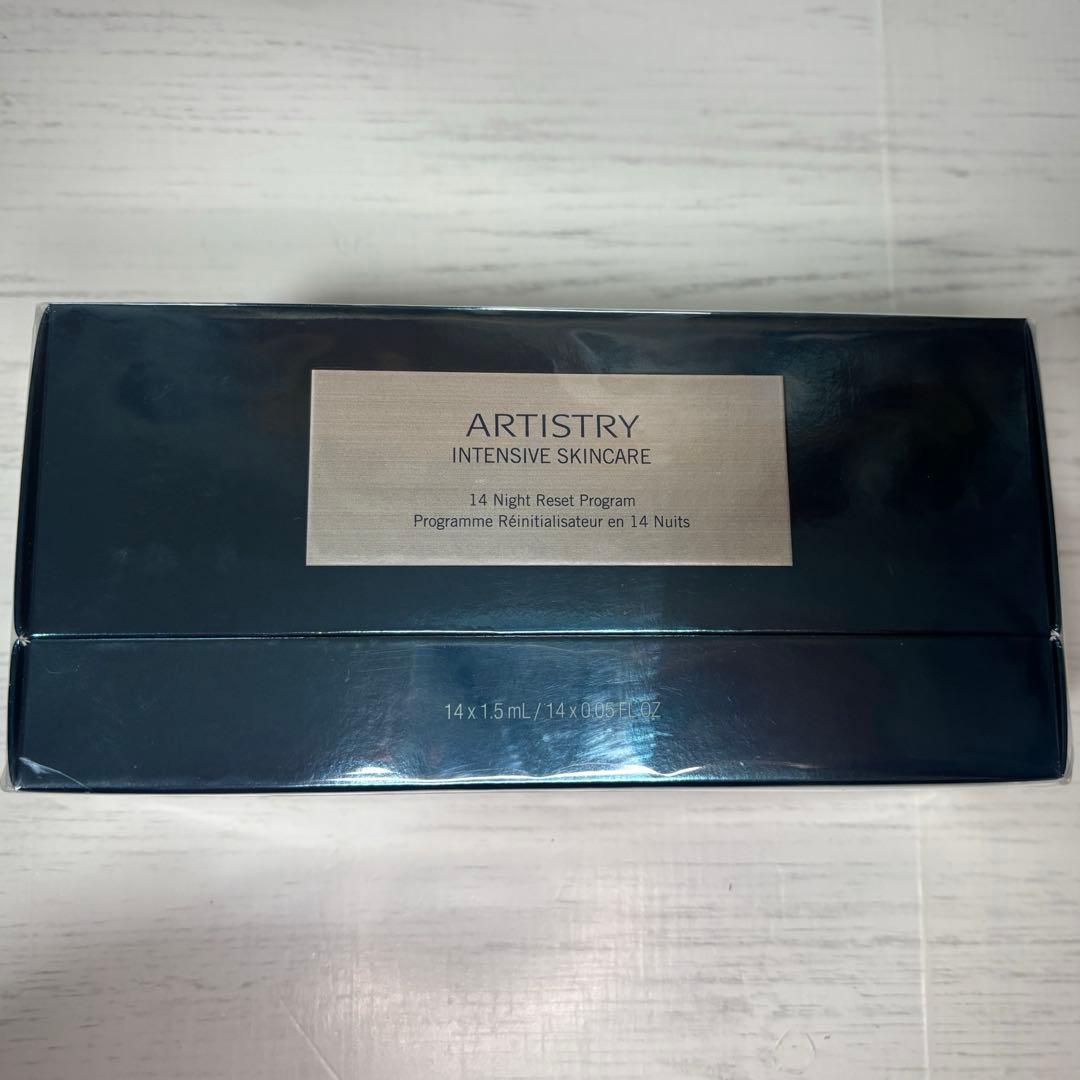 ARTISTRY
INTENSIVE SKINCARE
14 Night Reset Program
Programme Réinitialisateur en 14 Nuits
14 x 1.5 mL / 14 x 0.05 FL OZ